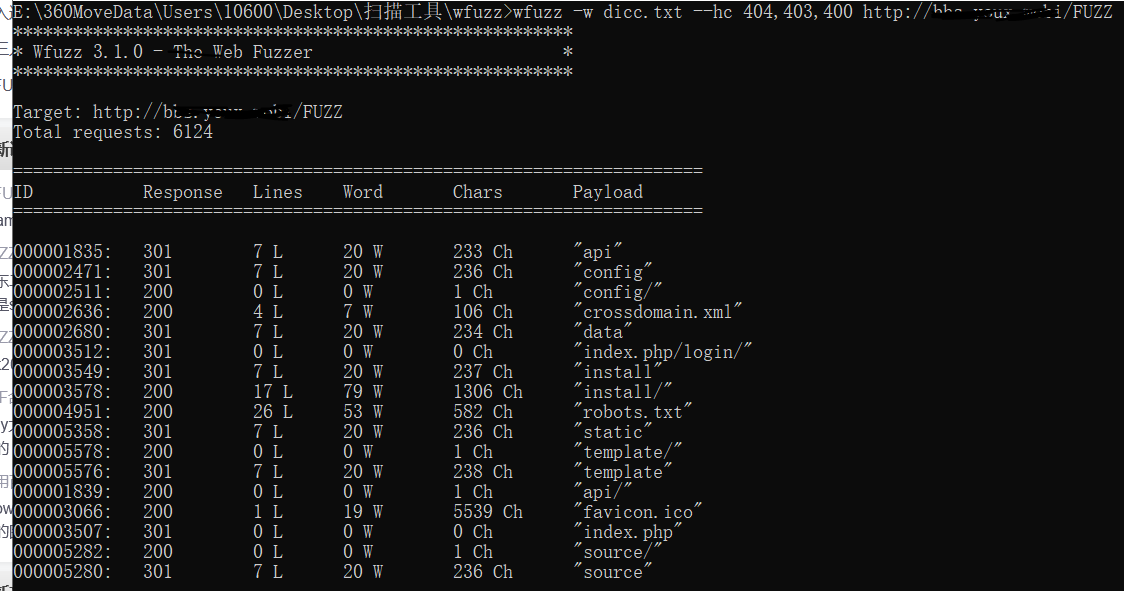 E:\360MoveData\Users\10600\Desktop\扫描工具\wfuzz>wfuzz -w dicc.txt --hc 404,403,400 http:///FUZZ
********************************************************
* Wfuzz 3.1.0 - The Web Fuzzer *
********************************************************
Target: http:///FUZZ
Total requests: 6124
=====================================================================
ID Response Lines Word Chars Payload
=====================================================================
000001835: 301 7 L 20 W 233 Ch "api"
000002471: 301 7 L 20 W 236 Ch "config"
000002511: 200 0 L 0 W 1 Ch "config/"
000002636: 200 4 L 7 W 106 Ch "crossdomain.xml"
000002680: 301 7 L 20 W 234 Ch "data"
000003512: 301 0 L 0 W 0 Ch "index.php/login/"
000003549: 301 7 L 20 W 237 Ch "install"
000003578: 200 17 L 79 W 1306 Ch "install/"
000004951: 200 26 L 53 W 582 Ch "robots.txt"
000005358: 301 7 L 20 W 236 Ch "static"
000005578: 200 0 L 0 W 1 Ch "template/"
000005576: 301 7 L 20 W 238 Ch "template"
000001839: 200 0 L 0 W 1 Ch "api/"
000003066: 200 1 L 19 W 5539 Ch "favicon.ico"
000003507: 301 0 L 0 W 0 Ch "index.php"
000005282: 200 0 L 0 W 1 Ch "source/"
000005280: 301 7 L 20 W 236 Ch "source"